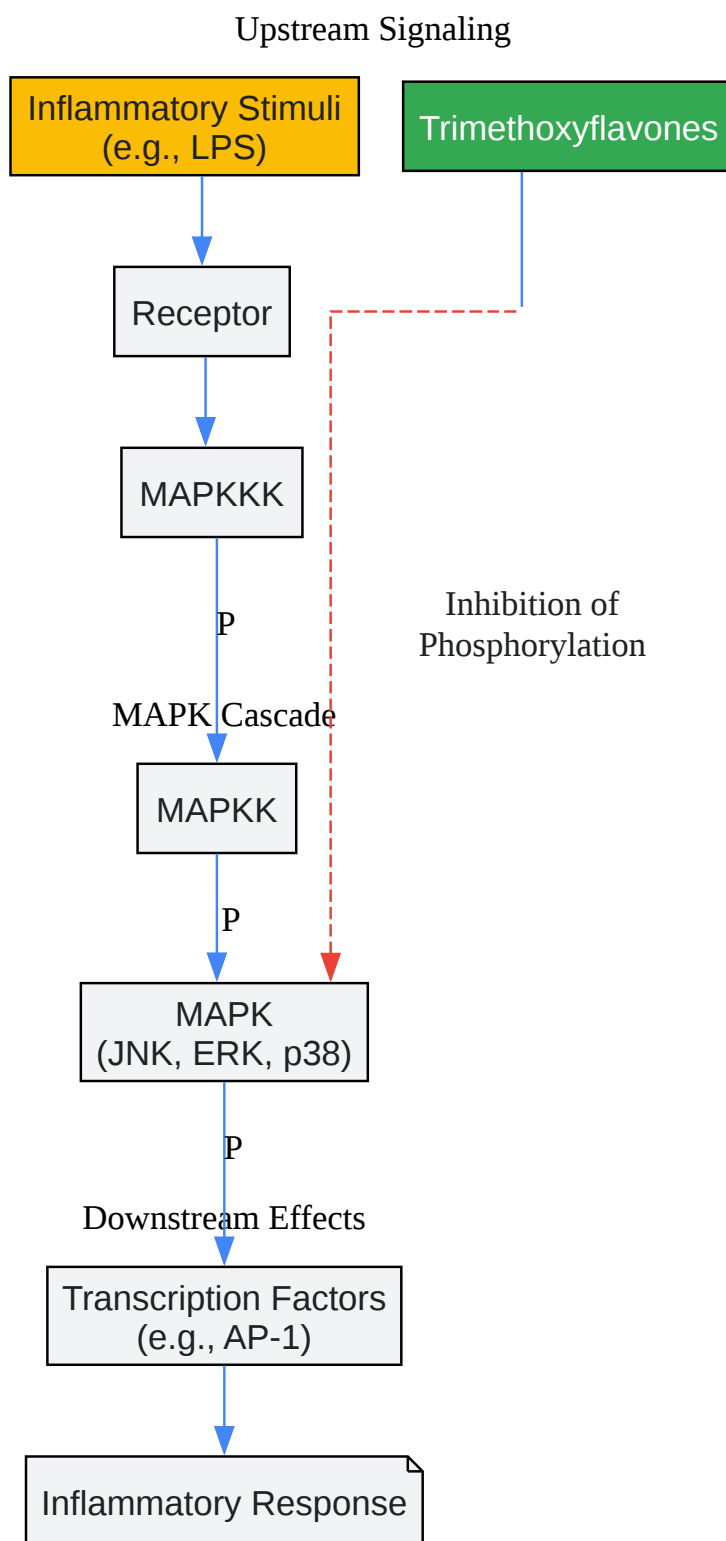 Upstream Signaling
Inflammatory Stimuli
(e.g., LPS)
Trimethoxyflavones
Receptor
MAPKKK
Inhibition of
Phosphorylation
P
MAPK Cascade
MAPKK
P
MAPK
(JNK, ERK, p38)
P
Downstream Effects
Transcription Factors
(e.g., AP-1)
Inflammatory Response